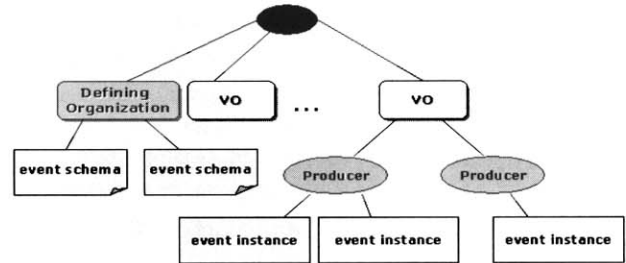 Defining
Organization
VO
...
VO
event schema
event schema
Producer
Producer
event instance
event instance
event instance